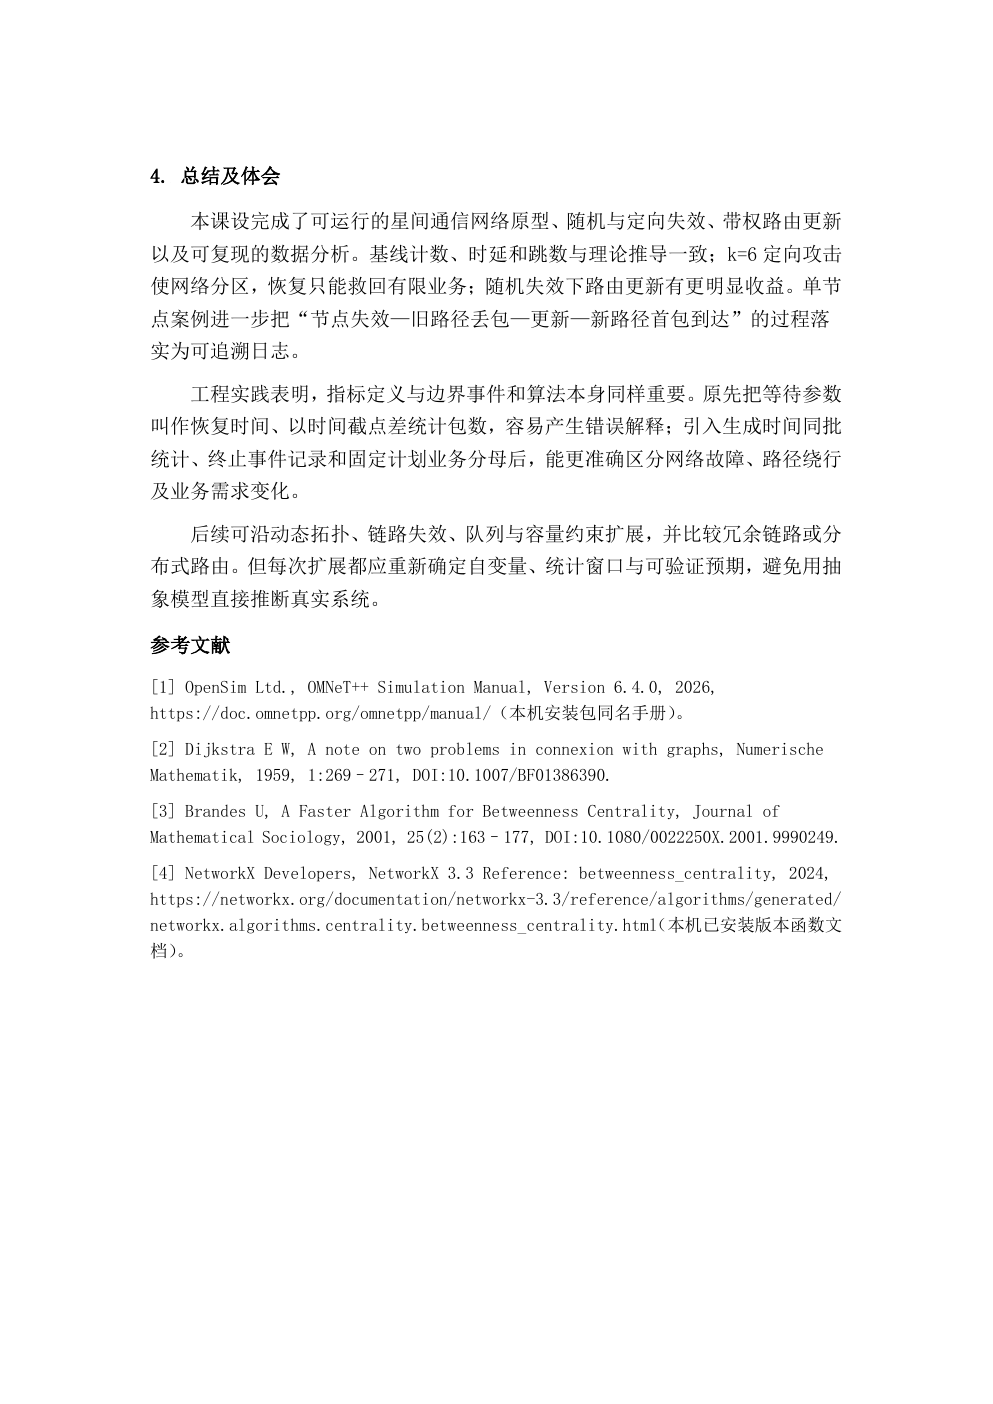 4. 总结及体会
本课设完成了可运行的星间通信网络原型、随机与定向失效、带权路由更新
以及可复现的数据分析。基线计数、时延和跳数与理论推导一致；k=6 定向攻击
使网络分区，恢复只能救回有限业务；随机失效下路由更新有更明显收益。单节
点案例进一步把“节点失效—旧路径丢包—更新—新路径首包到达”的过程落
实为可追溯日志。
工程实践表明，指标定义与边界事件和算法本身同样重要。原先把等待参数
叫作恢复时间、以时间截点差统计包数，容易产生错误解释；引入生成时间同批
统计、终止事件记录和固定计划业务分母后，能更准确区分网络故障、路径绕行
及业务需求变化。
后续可沿动态拓扑、链路失效、队列与容量约束扩展，并比较冗余链路或分
布式路由。但每次扩展都应重新确定自变量、统计窗口与可验证预期，避免用抽
象模型直接推断真实系统。
参考文献
[1] OpenSim Ltd., OMNeT++ Simulation Manual, Version 6.4.0, 2026,
https://doc.omnetpp.org/omnetpp/manual/（本机安装包同名手册）。
[2] Dijkstra E W, A note on two problems in connexion with graphs, Numerische
Mathematik, 1959, 1:269–271, DOI:10.1007/BF01386390.
[3] Brandes U, A Faster Algorithm for Betweenness Centrality, Journal of
Mathematical Sociology, 2001, 25(2):163–177, DOI:10.1080/0022250X.2001.9990249.
[4] NetworkX Developers, NetworkX 3.3 Reference: betweenness_centrality, 2024,
https://networkx.org/documentation/networkx-3.3/reference/algorithms/generated/
networkx.algorithms.centrality.betweenness_centrality.html（本机已安装版本函数文
档）。